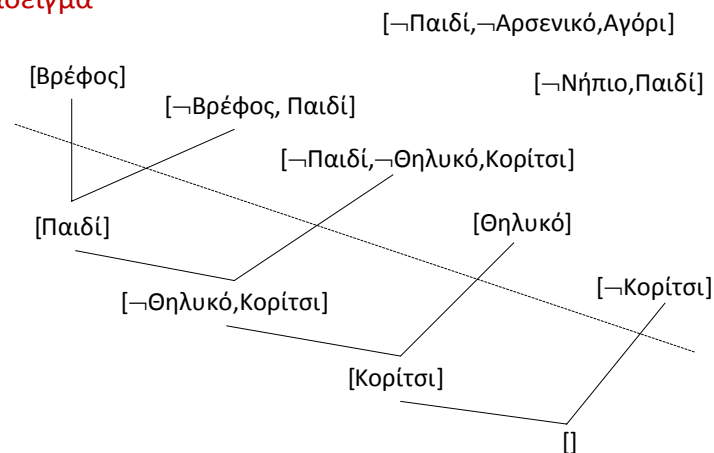 [¬Παιδί,¬Αρσενικό,Αγόρι]
[Βρέφος]
[¬Νήπιο,Παιδί]
[¬Βρέφος, Παιδί]
[¬Παιδί,¬Θηλυκό,Κορίτσι]
[Παιδί]
[Θηλυκό]
[¬Κορίτσι]
[¬Θηλυκό,Κορίτσι]
[Κορίτσι]
[]